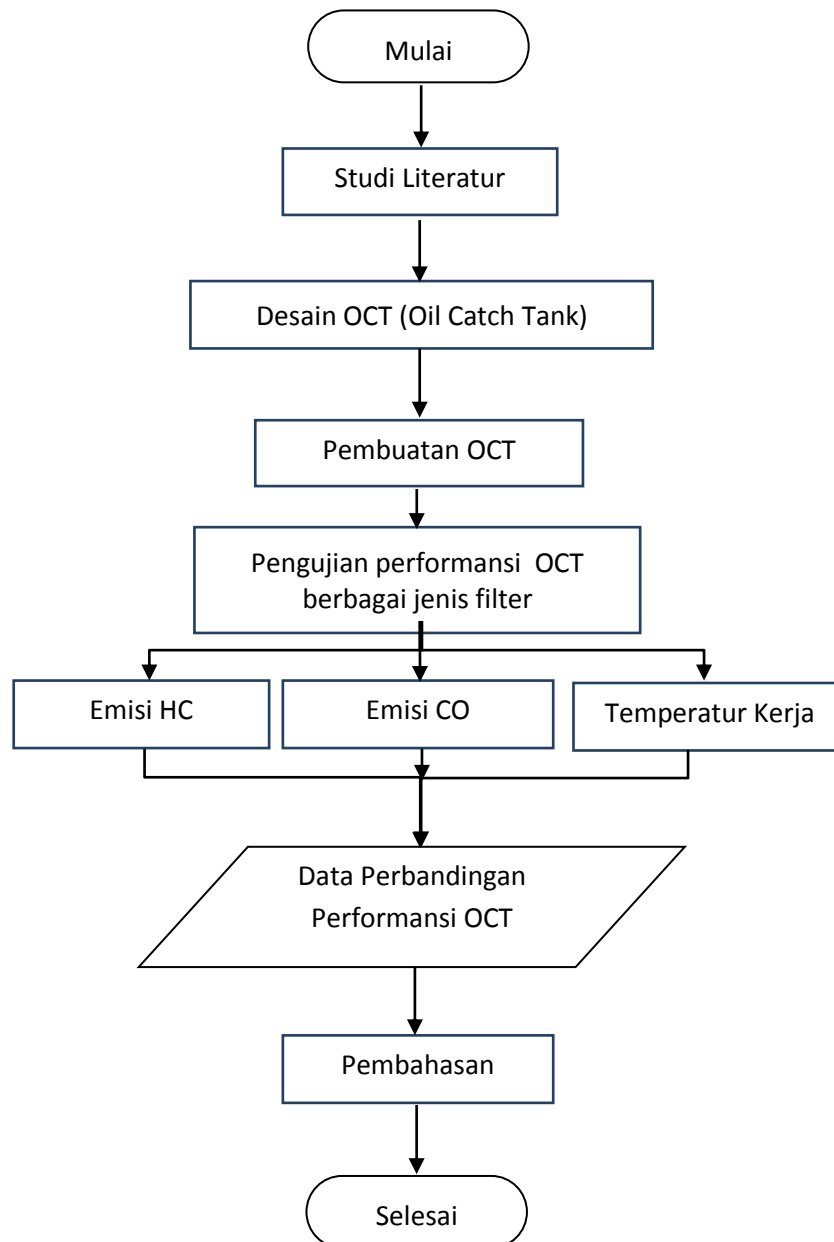 Mulai
Studi Literatur
Desain OCT (Oil Catch Tank)
Pembuatan OCT
Pengujian performansi OCT
berbagai jenis filter
Emisi HC
Emisi CO
Temperatur Kerja
Data Perbandingan
Performansi OCT
Pembahasan
Selesai